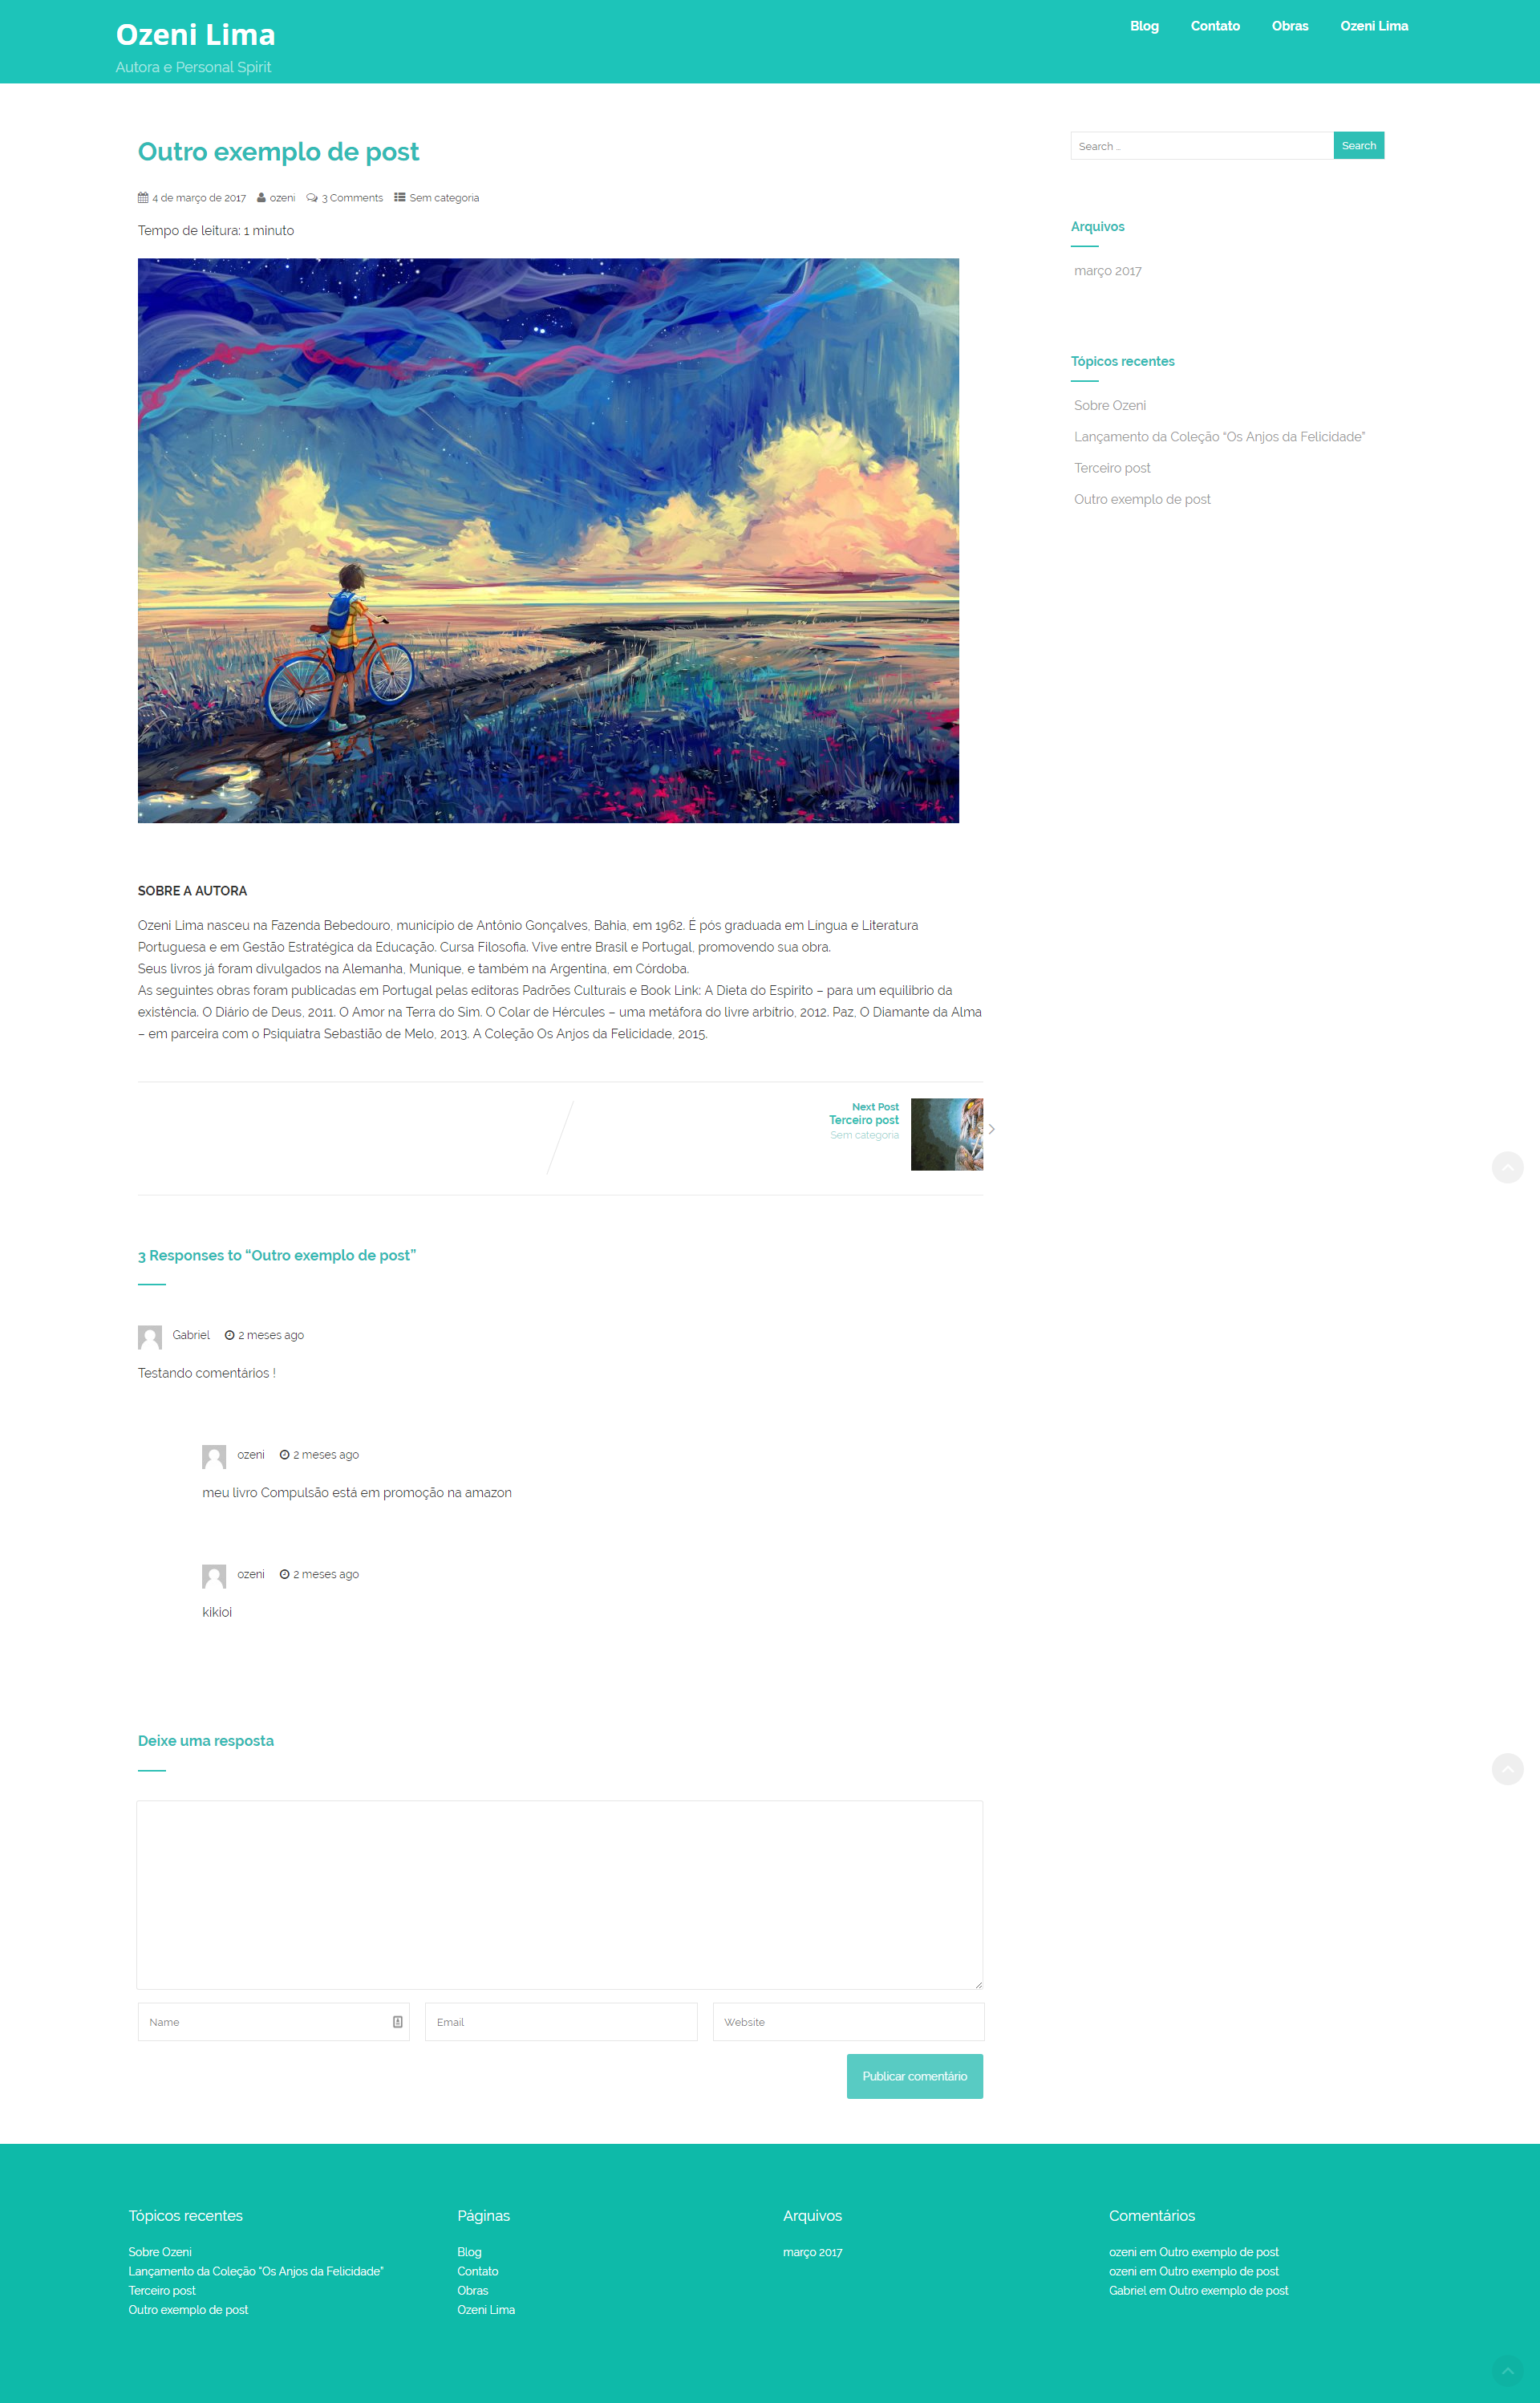 Ozeni Lima
Autora e Personal Spirit
Blog Contato Obras Ozeni Lima
Outro exemplo de post
4 de março de 2017 ozeni 3 Comments Sem categoria
Tempo de leitura: 1 minuto
Search ...
Search
Arquivos
março 2017
Tópicos recentes
Sobre Ozeni
Lançamento da Coleção “Os Anjos da Felicidade”
Terceiro post
Outro exemplo de post
SOBRE A AUTORA
Ozeni Lima nasceu na Fazenda Bebedouro, município de Antônio Gonçalves, Bahia, em 1962. É pós graduada em Língua e Literatura
Portuguesa e em Gestão Estratégica da Educação. Cursa Filosofia. Vive entre Brasil e Portugal, promovendo sua obra.
Seus livros já foram divulgados na Alemanha, Munique, e também na Argentina, em Córdoba.
As seguintes obras foram publicadas em Portugal pelas editoras Padrões Culturais e Book Link: A Dieta do Espirito – para um equilíbrio da
existência. O Diário de Deus, 2011. O Amor na Terra do Sim. O Colar de Hércules – uma metáfora do livre arbítrio, 2012. Paz, O Diamante da Alma
– em parceira com o Psiquiatra Sebastião de Melo, 2013. A Coleção Os Anjos da Felicidade, 2015.
Next Post
Terceiro post
Sem categoria
3 Responses to “Outro exemplo de post”
Gabriel 2 meses ago
Testando comentários !
ozeni 2 meses ago
meu livro Compulsão está em promoção na amazon
ozeni 2 meses ago
kikioi
Deixe uma resposta
Name
Email
Website
Publicar comentário
Tópicos recentes
Sobre Ozeni
Lançamento da Coleção “Os Anjos da Felicidade”
Terceiro post
Outro exemplo de post
Páginas
Blog
Contato
Obras
Ozeni Lima
Arquivos
março 2017
Comentários
ozeni em Outro exemplo de post
ozeni em Outro exemplo de post
Gabriel em Outro exemplo de post